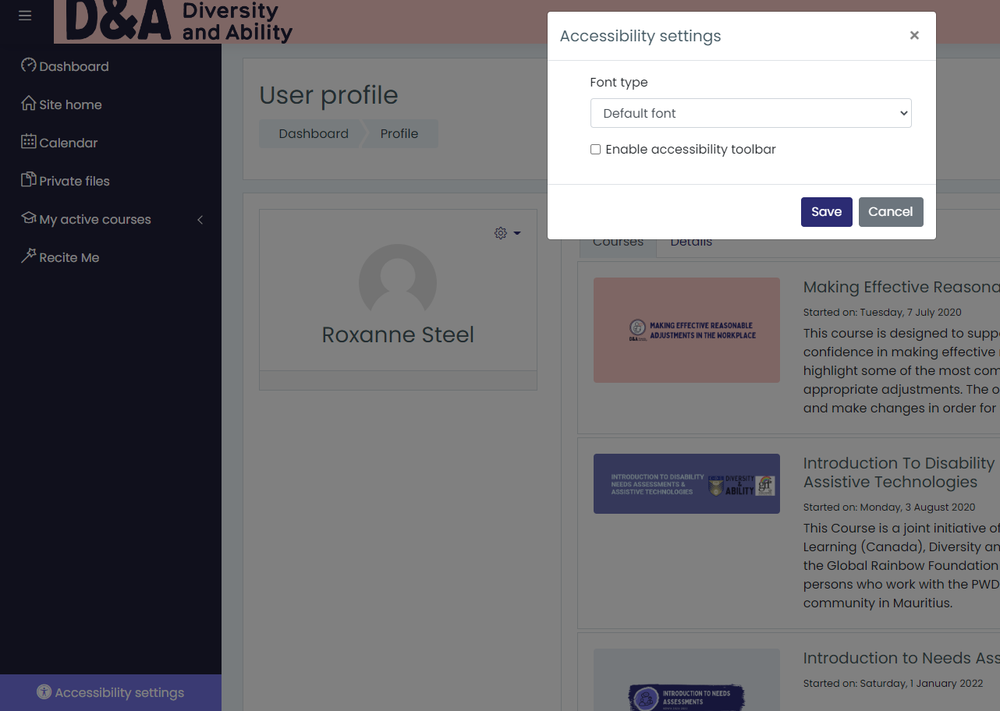 D&A Diversity
and Ability
Accessibility settings ×
Font type
Default font
Enable accessibility toolbar
Save Cancel
Dashboard
Site home
Calendar
Private files
My active courses
Recite Me
Accessibility settings
User profile
Dashboard Profile
Roxanne Steel
Courses Details
MAKING EFFECTIVE REASONABLE
ADJUSTMENTS IN THE WORKPLACE
D&A
Making Effective Reasona
Started on: Tuesday, 7 July 2020
This course is designed to supp
confidence in making effective
highlight some of the most com
appropriate adjustments. The o
and make changes in order for
INTRODUCTION TO DISABILITY
NEEDS ASSESSMENTS &
ASSISTIVE TECHNOLOGIES
DIVERSITY
&
ABILITY
grf
Introduction To Disability
Assistive Technologies
Started on: Monday, 3 August 2020
This Course is a joint initiative of
Learning (Canada), Diversity an
the Global Rainbow Foundation
persons who work with the PWD
community in Mauritius.
INTRODUCTION TO NEEDS
ASSESSMENTS
Introduction to Needs Ass
Started on: Saturday, 1 January 2022